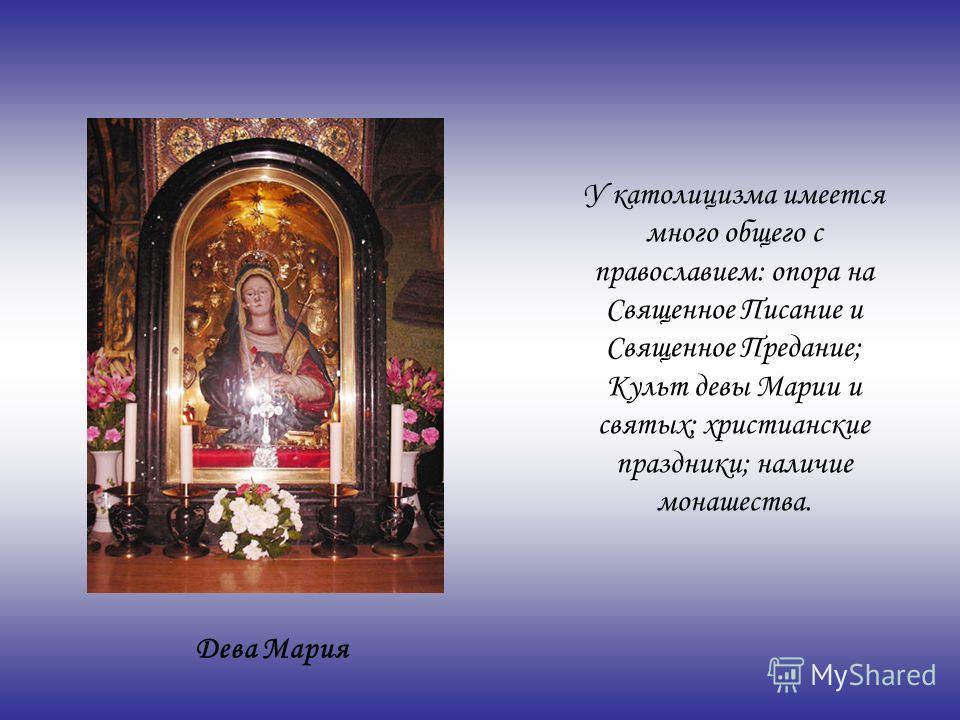 У католицизма имеется
много общего с
православием: опора на
Священное Писание и
Священное Предание;
Культ девы Марии и
святых; христианские
праздники; наличие
монашества.
Дева Мария
MyShared